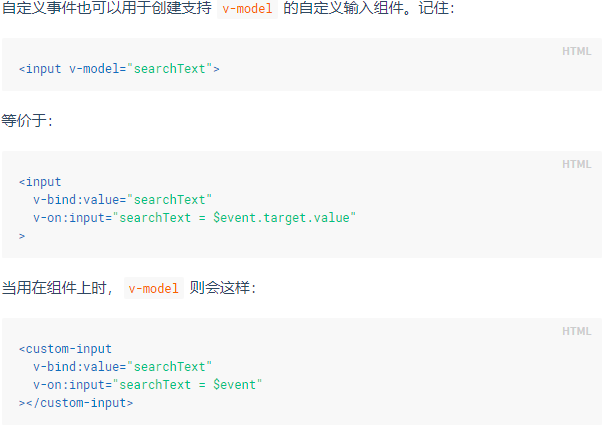 自定义事件也可以用于创建支持 v-model 的自定义输入组件。记住：
HTML
<input v-model="searchText">
等价于：
HTML
<input
v-bind:value="searchText"
v-on:input="searchText = $event.target.value"
>
当用在组件上时， v-model 则会这样：
HTML
<custom-input
v-bind:value="searchText"
v-on:input="searchText = $event"
></custom-input>